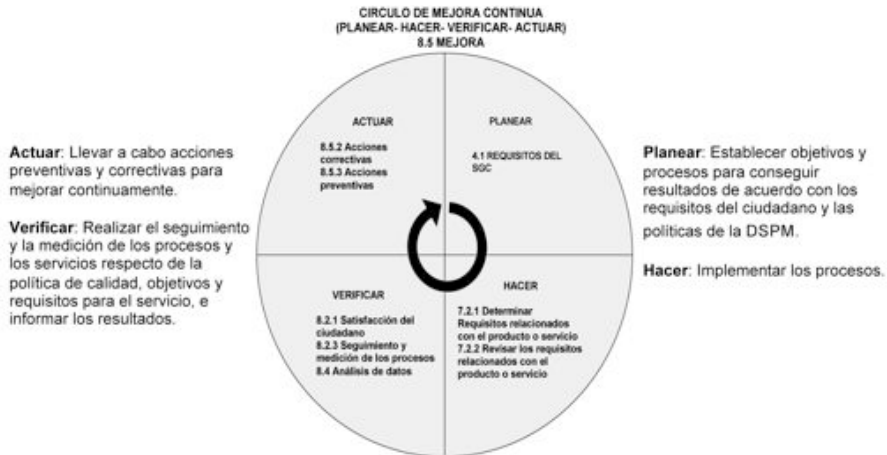 CIRCULO DE MEJORA CONTINUA
(PLANEAR- HACER- VERIFICAR- ACTUAR)
8.5 MEJORA
ACTUAR
8.5.2 Acciones
correctivas
8.5.3 Acciones
preventivas
PLANEAR
4.1 REQUISITOS DEL
SGC
Actuar: Llevar a cabo acciones
preventivas y correctivas para
mejorar continuamente.
Verificar: Realizar el seguimiento
y la medición de los procesos y
los servicios respecto de la
política de calidad, objetivos y
requisitos para el servicio, e
informar los resultados.
Planear: Establecer objetivos y
procesos para conseguir
resultados de acuerdo con los
requisitos del ciudadano y las
políticas de la DSPM.
Hacer: Implementar los procesos.
VERIFICAR
8.2.1 Satisfacción del
ciudadano
8.2.3 Seguimiento y
medición de los procesos
8.4 Análisis de datos
HACER
7.2.1 Determinar
Requisitos relacionados
con el producto o servicio
7.2.2 Revisar los requisitos
relacionados con el
producto o servicio